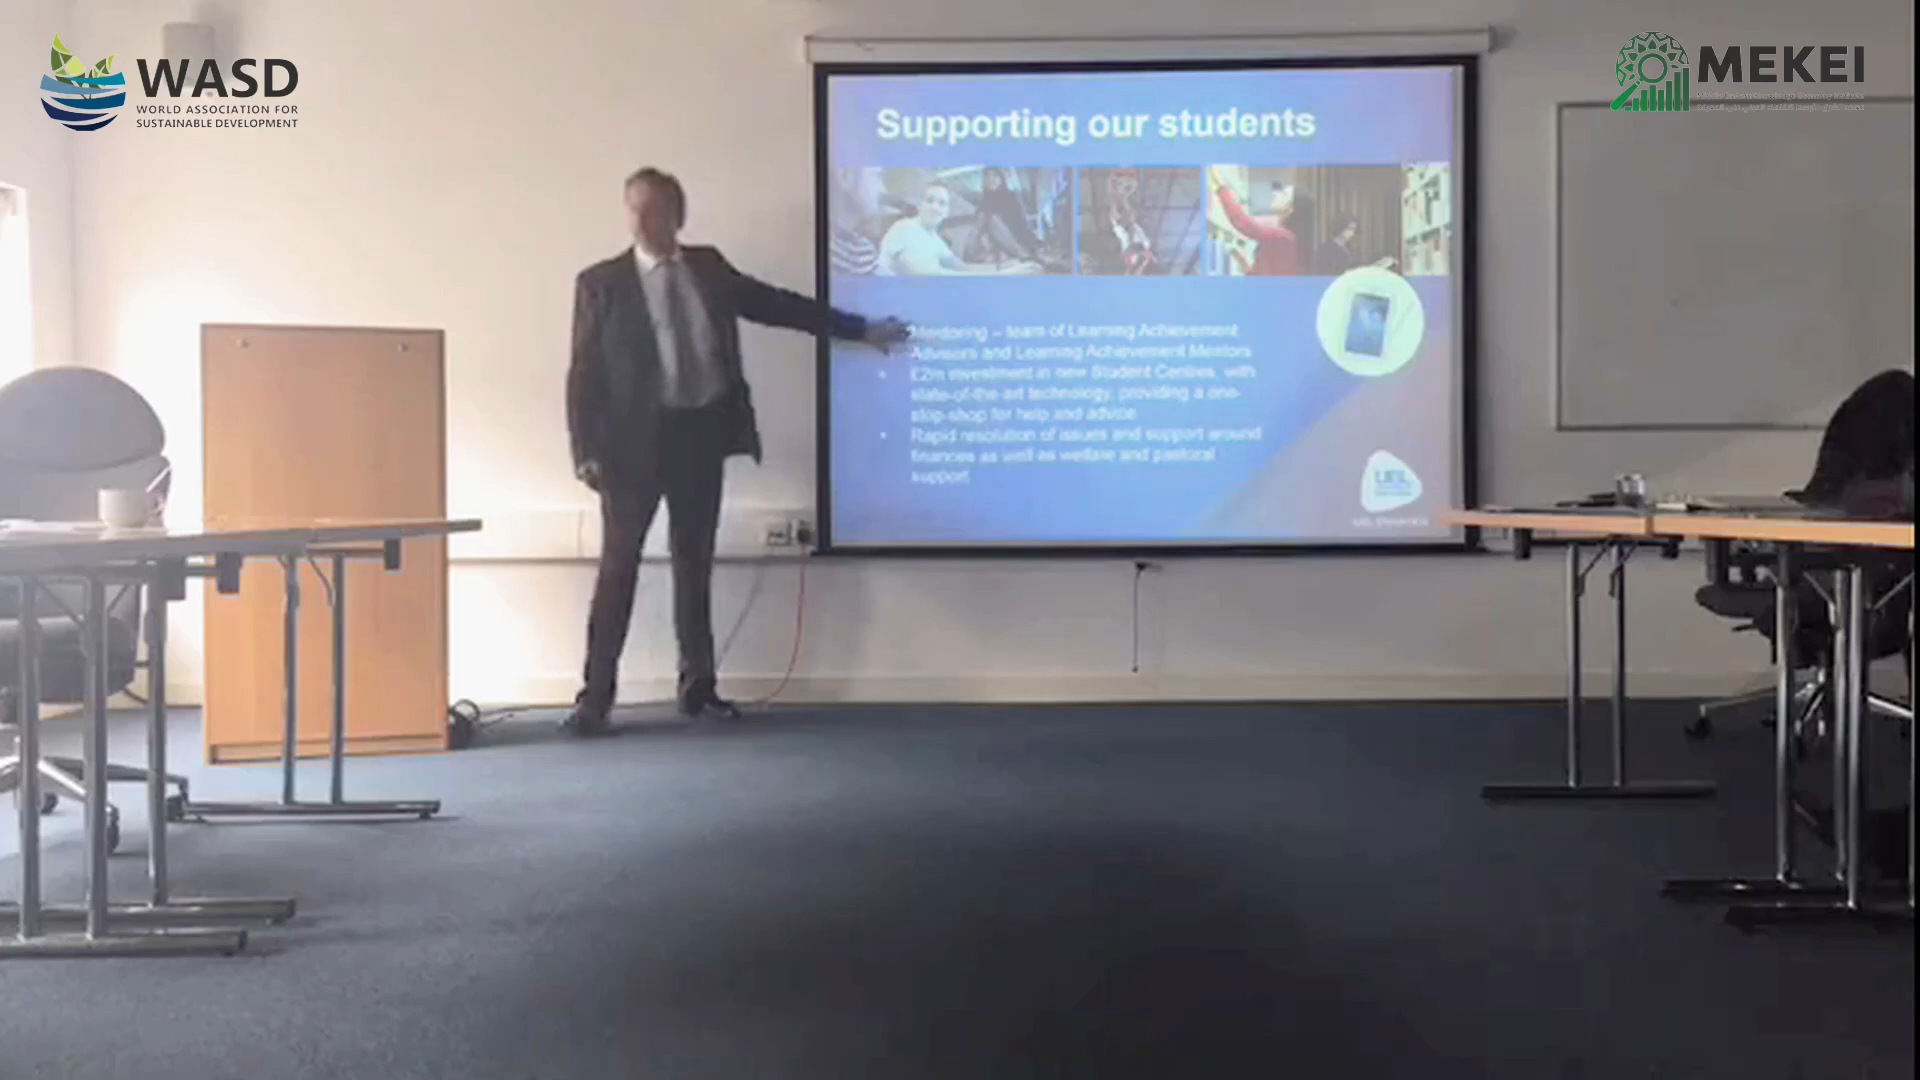 WASD
WORLD ASSOCIATION FOR
SUSTAINABLE DEVELOPMENT
MEKEI
Supporting our students
Mentoring – team of Learning Achievement
Advisors and Learning Achievement Mentors
£2m investment in new Student Centres, with
state-of-the-art technology, providing a one-
stop-shop for help and advice
Rapid resolution of issues and support around
finances as well as welfare and pastoral
support
UEL